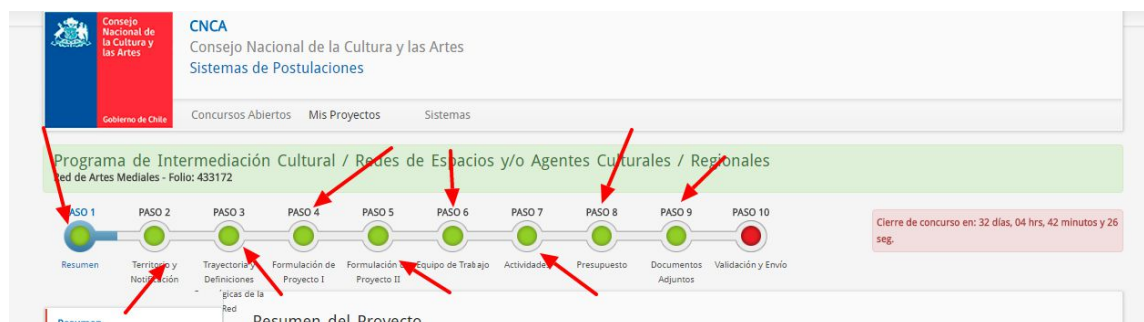 Consejo
Nacional de
la Cultura y
las Artes
Gobierno de Chile
CNCA
Consejo Nacional de la Cultura y las Artes
Sistemas de Postulaciones
Concursos Abiertos Mis Proyectos Sistemas
Programa de Intermediación Cultural / Redes de Espacios y/o Agentes Culturales / Regionales
Red de Artes Mediales - Folio: 433172
PASO 1 PASO 2 PASO 3 PASO 4 PASO 5 PASO 6 PASO 7 PASO 8 PASO 9 PASO 10
Cierre de concurso en: 32 días, 04 hrs, 42 minutos y 26
seg.
Resumen Territorio y Trayectoria y Formulación de Formulación de Equipo de Trabajo Actividades Presupuesto Documentos Validación y Envío
Notificación Definiciones Proyecto I Proyecto II Adjuntos
de la
Red
Resumen Resumen del Proyecto